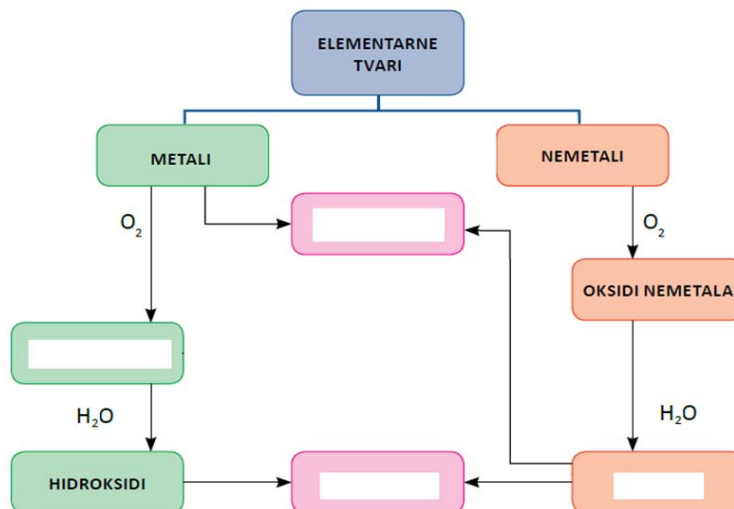 ELEMENTARNE
TVARI
METALI
NEMETALI
O₂
O₂
OKSIDI NEMETALA
H₂O
H₂O
HIDROKSIDI